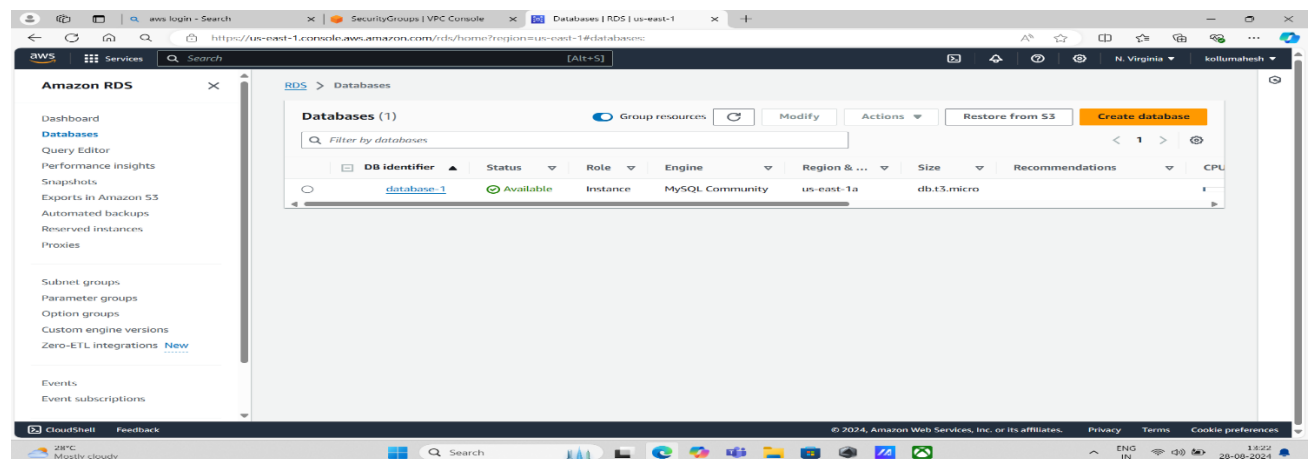 aws login - Search
SecurityGroups | VPC Console
Databases | RDS | us-east-1
https://us-east-1.console.aws.amazon.com/rds/home?region=us-east-1#databases:
aws Services Search [Alt+S] N. Virginia kollumahesh
Amazon RDS
Dashboard
Databases
Query Editor
Performance insights
Snapshots
Exports in Amazon S3
Automated backups
Reserved instances
Proxies
Subnet groups
Parameter groups
Option groups
Custom engine versions
Zero-ETL integrations New
Events
Event subscriptions
RDS > Databases
Databases (1) Group resources Modify Actions Restore from S3 Create database
Filter by databases < 1 >
DB identifier Status Role Engine Region & ... Size Recommendations CPU
database-1 Available Instance MySQL Community us-east-1a db.t3.micro
CloudShell Feedback © 2024, Amazon Web Services, Inc. or its affiliates. Privacy Terms Cookie preferences
28°C
Mostly cloudy
Search
ENG
IN
13:22
28-08-2024